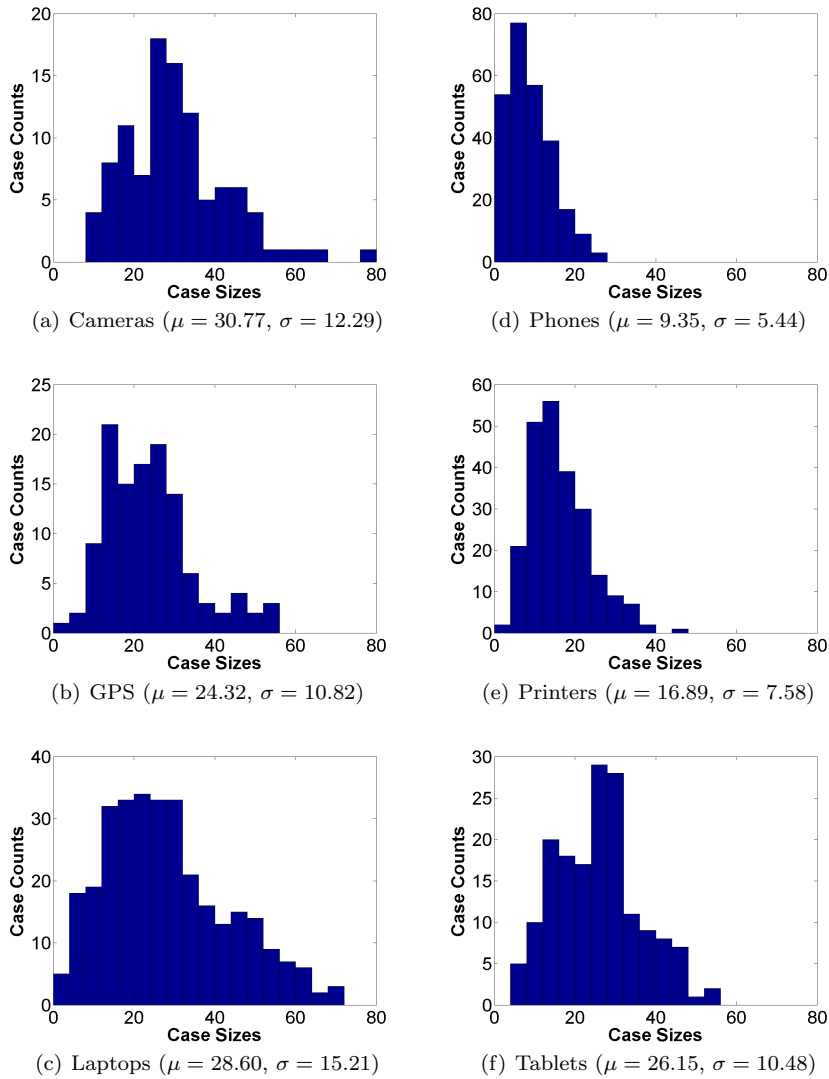 20
15
10
5
0
0 20 40 60 80
Case Counts
Case Sizes
(a) Cameras (μ = 30.77, σ = 12.29)
80
60
40
20
0
0 20 40 60 80
Case Counts
Case Sizes
(d) Phones (μ = 9.35, σ = 5.44)
25
20
15
10
5
0
0 20 40 60 80
Case Counts
Case Sizes
(b) GPS (μ = 24.32, σ = 10.82)
60
50
40
30
20
10
0
0 20 40 60 80
Case Counts
Case Sizes
(e) Printers (μ = 16.89, σ = 7.58)
40
30
20
10
0
0 20 40 60 80
Case Counts
Case Sizes
(c) Laptops (μ = 28.60, σ = 15.21)
30
25
20
15
10
5
0
0 20 40 60 80
Case Counts
Case Sizes
(f) Tablets (μ = 26.15, σ = 10.48)